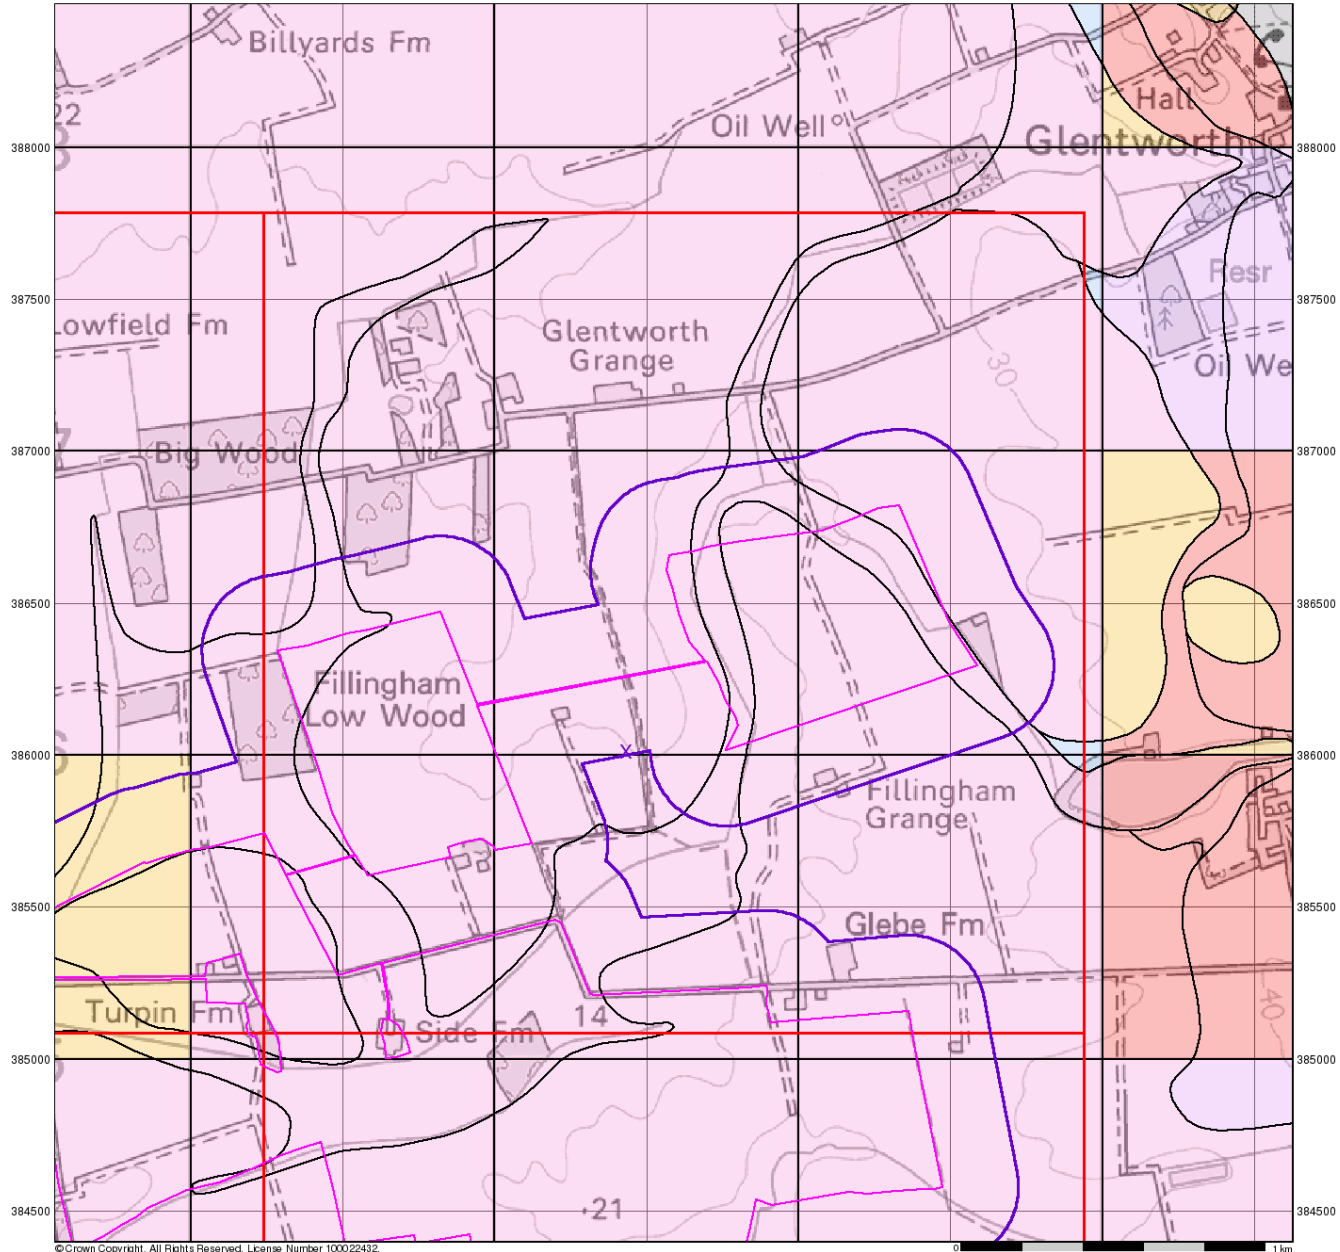 Billyards Fm
22
Oil Well
Hall
Glentworth
388000
388000
387500
387500
Resr
Lowfield Fm
Glentworth
Grange
30
Oil We
387000
387000
Big Wood
386500
386500
Fillingham
Low Wood
386000
386000
X
Fillingham
Grange
385500
385500
Glebe Fm
Turpin Fm
14
Side Fm
40
385000
385000
21
384500
384500
© Crown Copyright. All Rights Reserved. License Number 100022432.
0
1 km